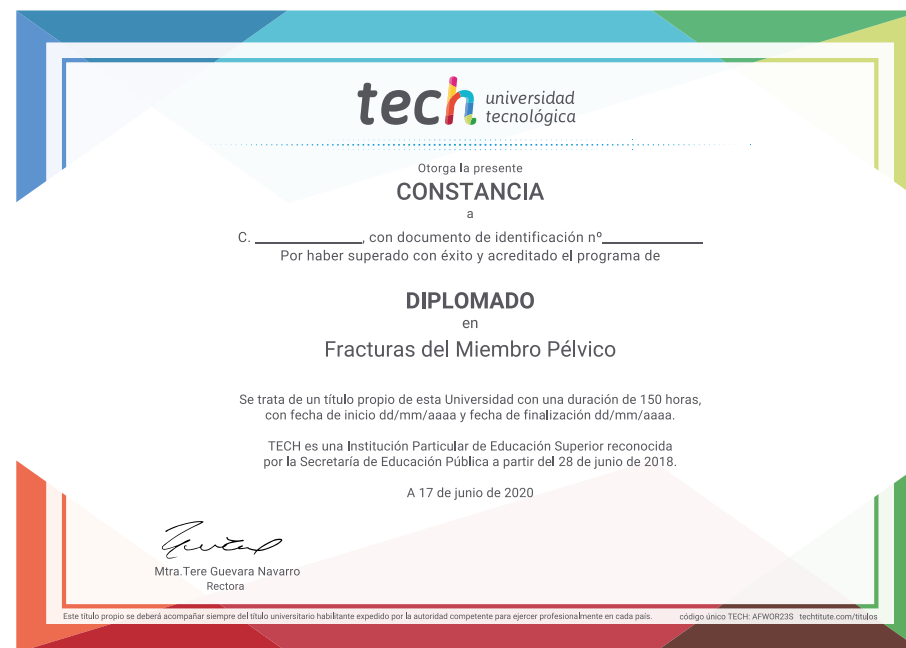 tech universidad
tecnológica
Otorga la presente
CONSTANCIA
a
C. ______________, con documento de identificación nº_____________
Por haber superado con éxito y acreditado el programa de
DIPLOMADO
en
Fracturas del Miembro Pélvico
Se trata de un título propio de esta Universidad con una duración de 150 horas,
con fecha de inicio dd/mm/aaaa y fecha de finalización dd/mm/aaaa.
TECH es una Institución Particular de Educación Superior reconocida
por la Secretaría de Educación Pública a partir del 28 de junio de 2018.
A 17 de junio de 2020
Mtra.Tere Guevara Navarro
Rectora
Este título propio se deberá acompañar siempre del título universitario habilitante expedido por la autoridad competente para ejercer profesionalmente en cada país. código único TECH: AFWOR23S techtitute.com/titulos